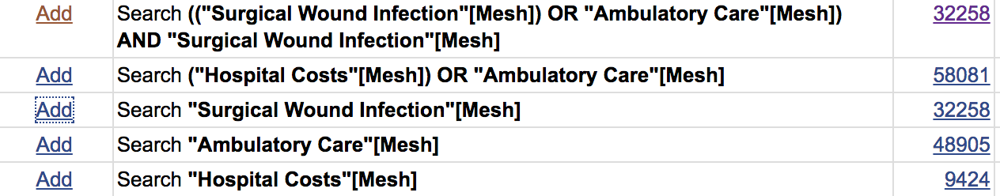 Add Search (("Surgical Wound Infection"[Mesh]) OR "Ambulatory Care"[Mesh]) 32258
AND "Surgical Wound Infection"[Mesh]
Add Search ("Hospital Costs"[Mesh]) OR "Ambulatory Care"[Mesh] 58081
Add Search "Surgical Wound Infection"[Mesh] 32258
Add Search "Ambulatory Care"[Mesh] 48905
Add Search "Hospital Costs"[Mesh] 9424